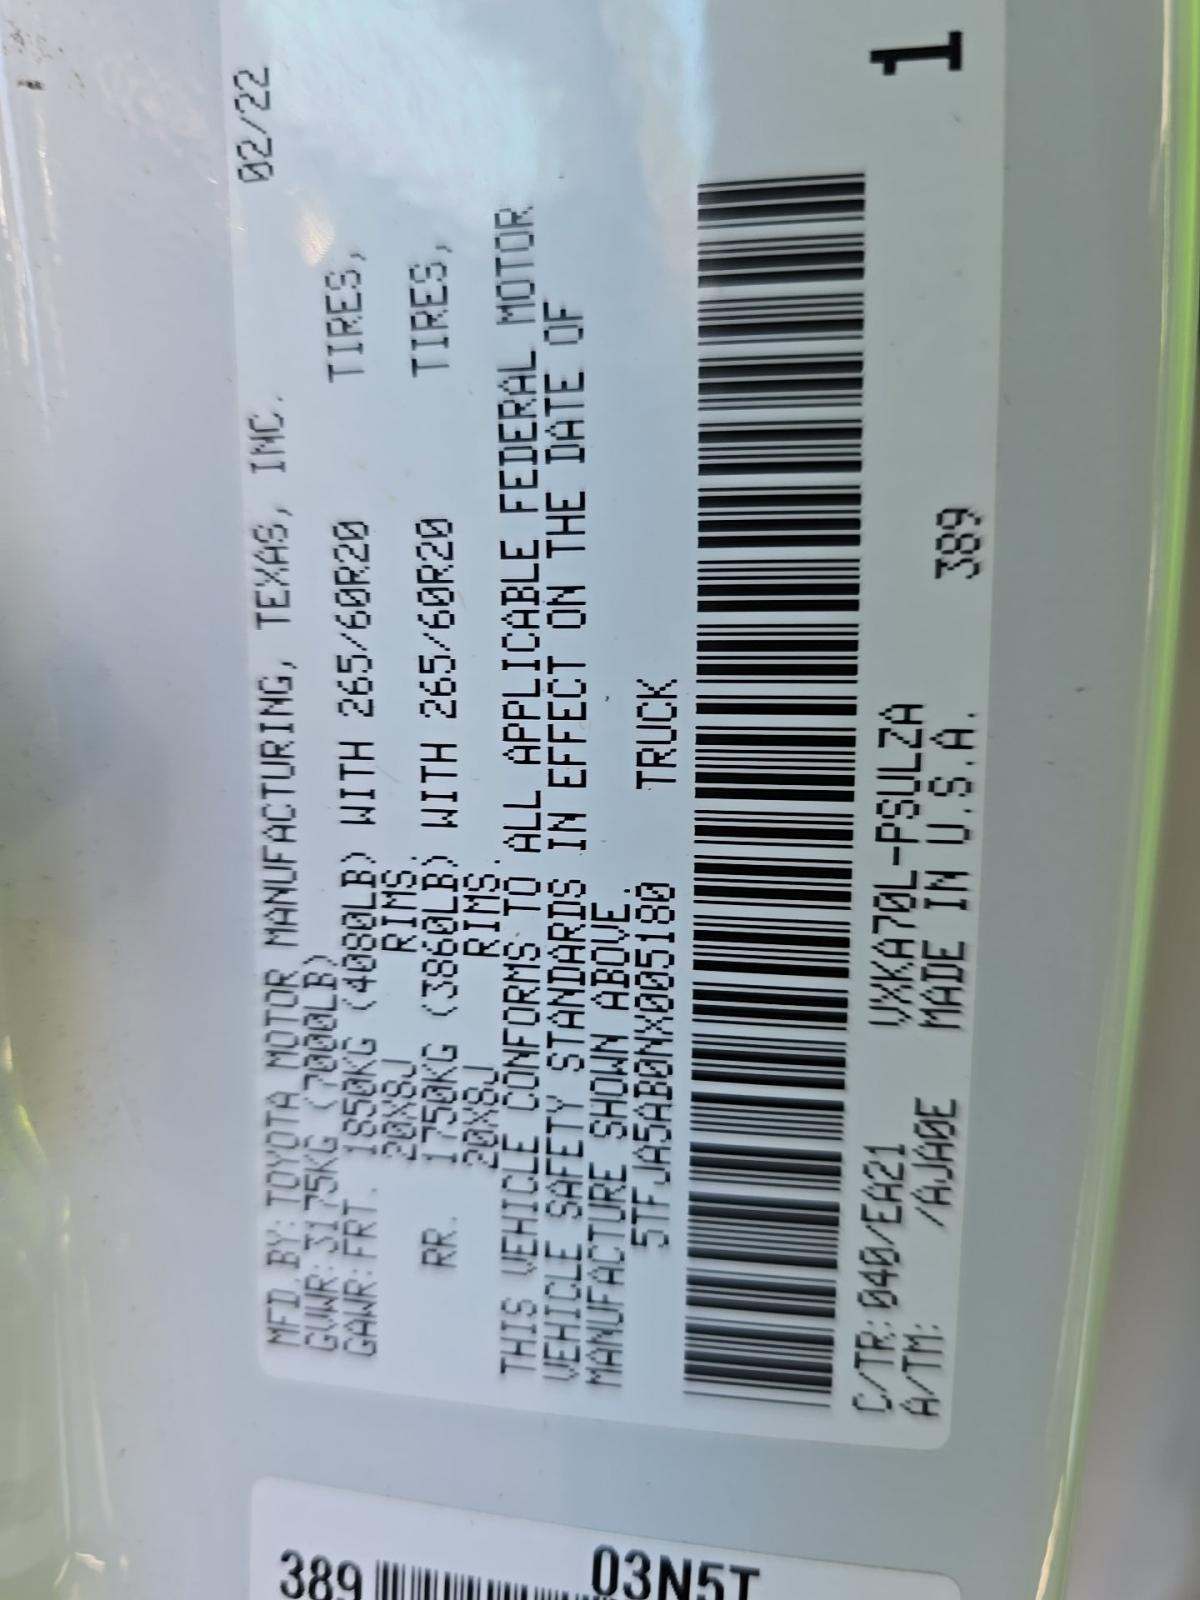 MFD.BY:TOYOTA MOTOR MANUFACTURING, TEXAS, INC. 02/22
GVWR:3175KG (7000LB)
GAWR:FRT. 1850KG (4080LB) WITH 265/60R20 TIRES,
20X8J RIMS.
RR. 1750KG (3860LB) WITH 265/60R20 TIRES,
20X8J RIMS.
THIS VEHICLE CONFORMS TO ALL APPLICABLE FEDERAL MOTOR
VEHICLE SAFETY STANDARDS IN EFFECT ON THE DATE OF
MANUFACTURE SHOWN ABOVE.
5TFJA5AB0NX005180 TRUCK
C/TR:040/EA21 VXKA70L-PSULZA
A/TM: /AJA0E MADE IN U.S.A. 389
1
389
03N5T